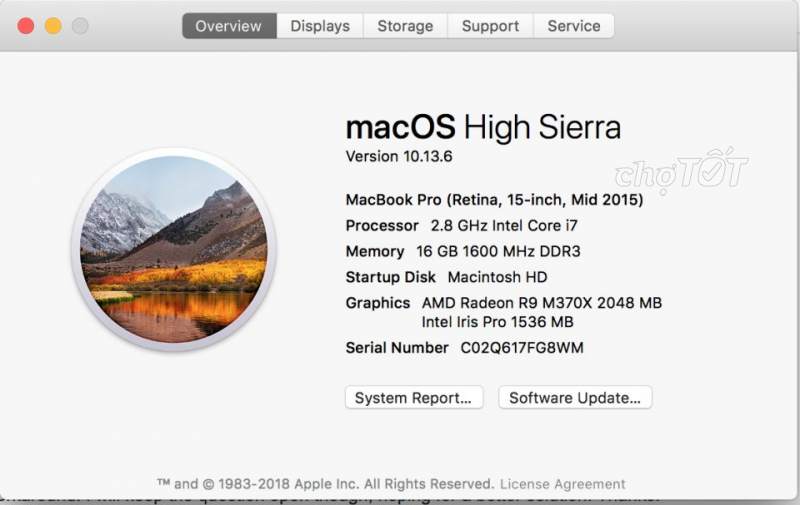 Overview Displays Storage Support Service
macOS High Sierra
Version 10.13.6
chợTỐT
MacBook Pro (Retina, 15-inch, Mid 2015)
Processor 2.8 GHz Intel Core i7
Memory 16 GB 1600 MHz DDR3
Startup Disk Macintosh HD
Graphics AMD Radeon R9 M370X 2048 MB
Intel Iris Pro 1536 MB
Serial Number C02Q617FG8WM
System Report... Software Update...
™ and © 1983-2018 Apple Inc. All Rights Reserved. License Agreement